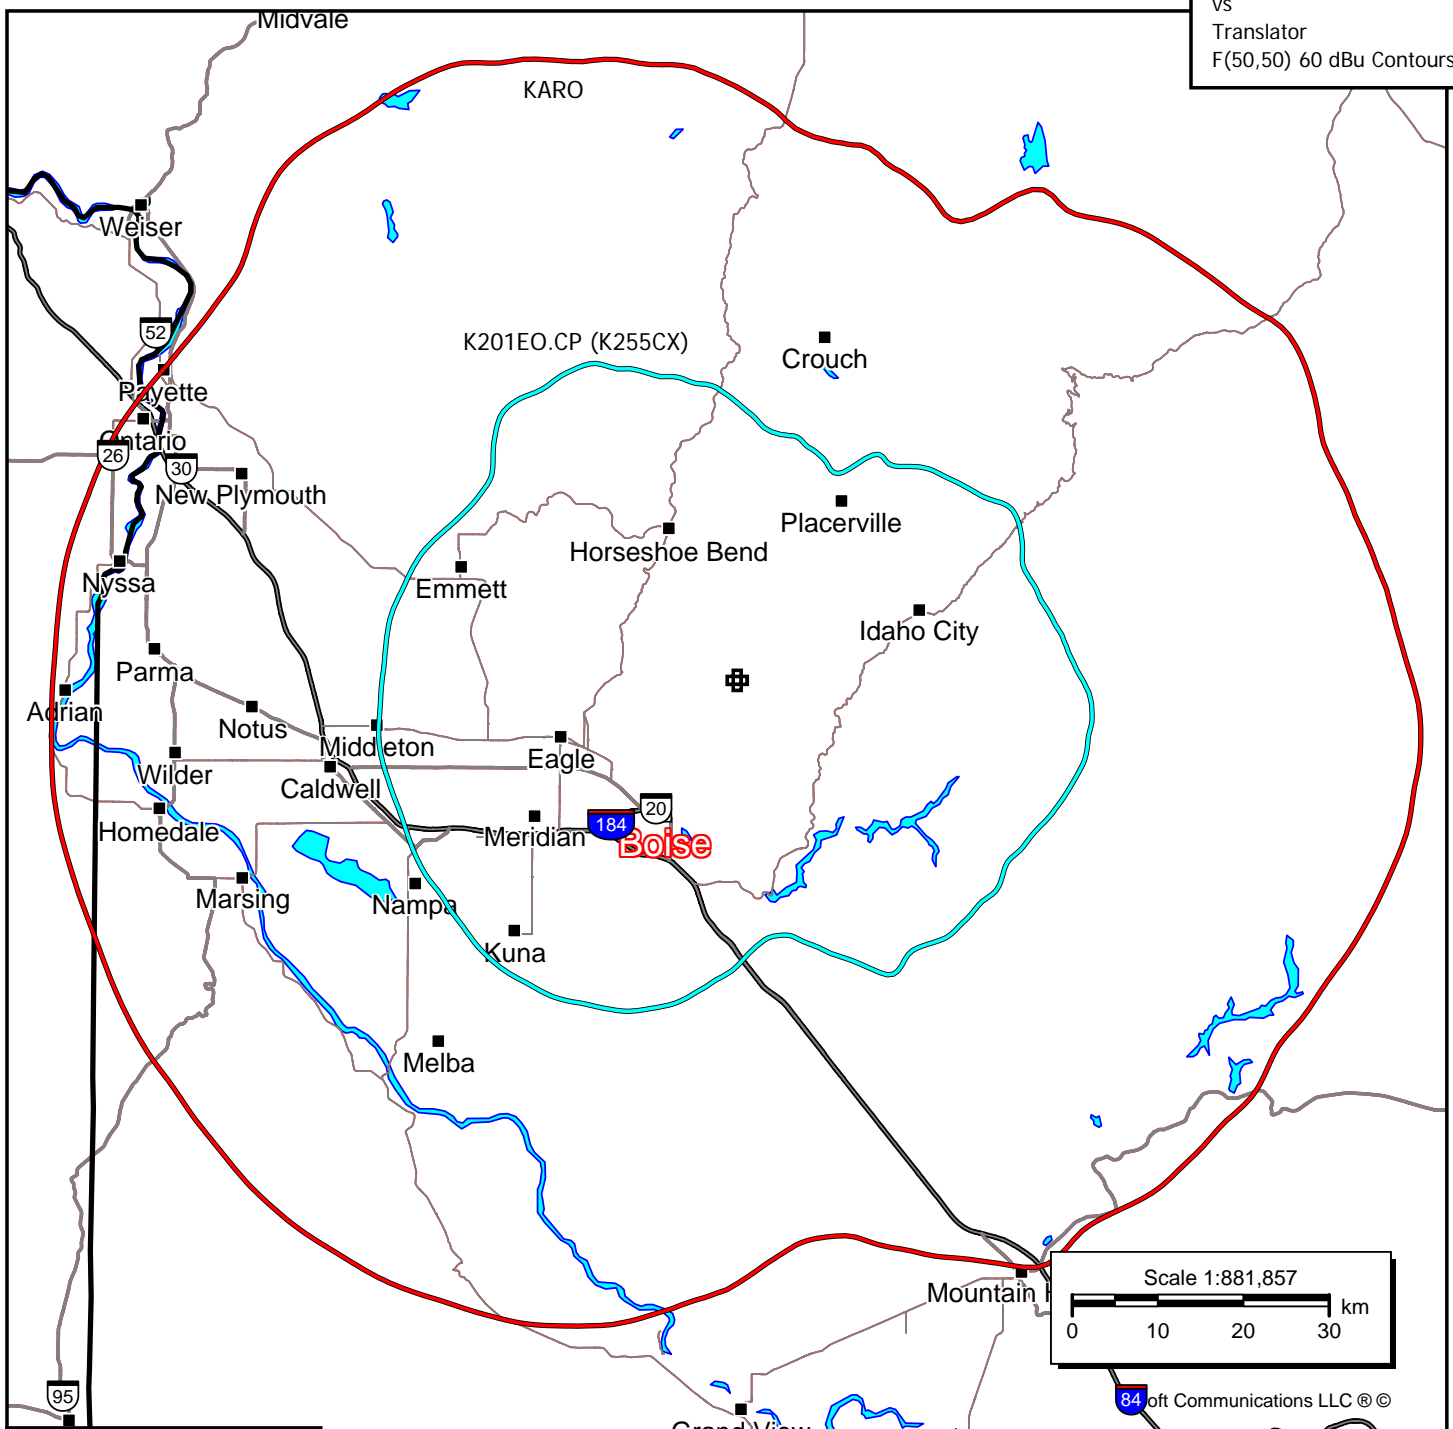 vs
Translator
F(50,50) 60 dBu Contours
Midvale
KARO
Weiser
52
K201EO.CP (K255CX)
Crouch
Payette
Ontario
26
30
New Plymouth
Placerville
Horseshoe Bend
Nyssa
Emmett
Idaho City
Parma
Adrian
Notus
Middleton
Eagle
Wilder
Caldwell
20
184
Homedale
Meridian
Boise
Marsing
Nampa
Kuna
Melba
Mountain
Scale 1:881,857
km
0 10 20 30
95
84
oft Communications LLC ® ©
Grand View